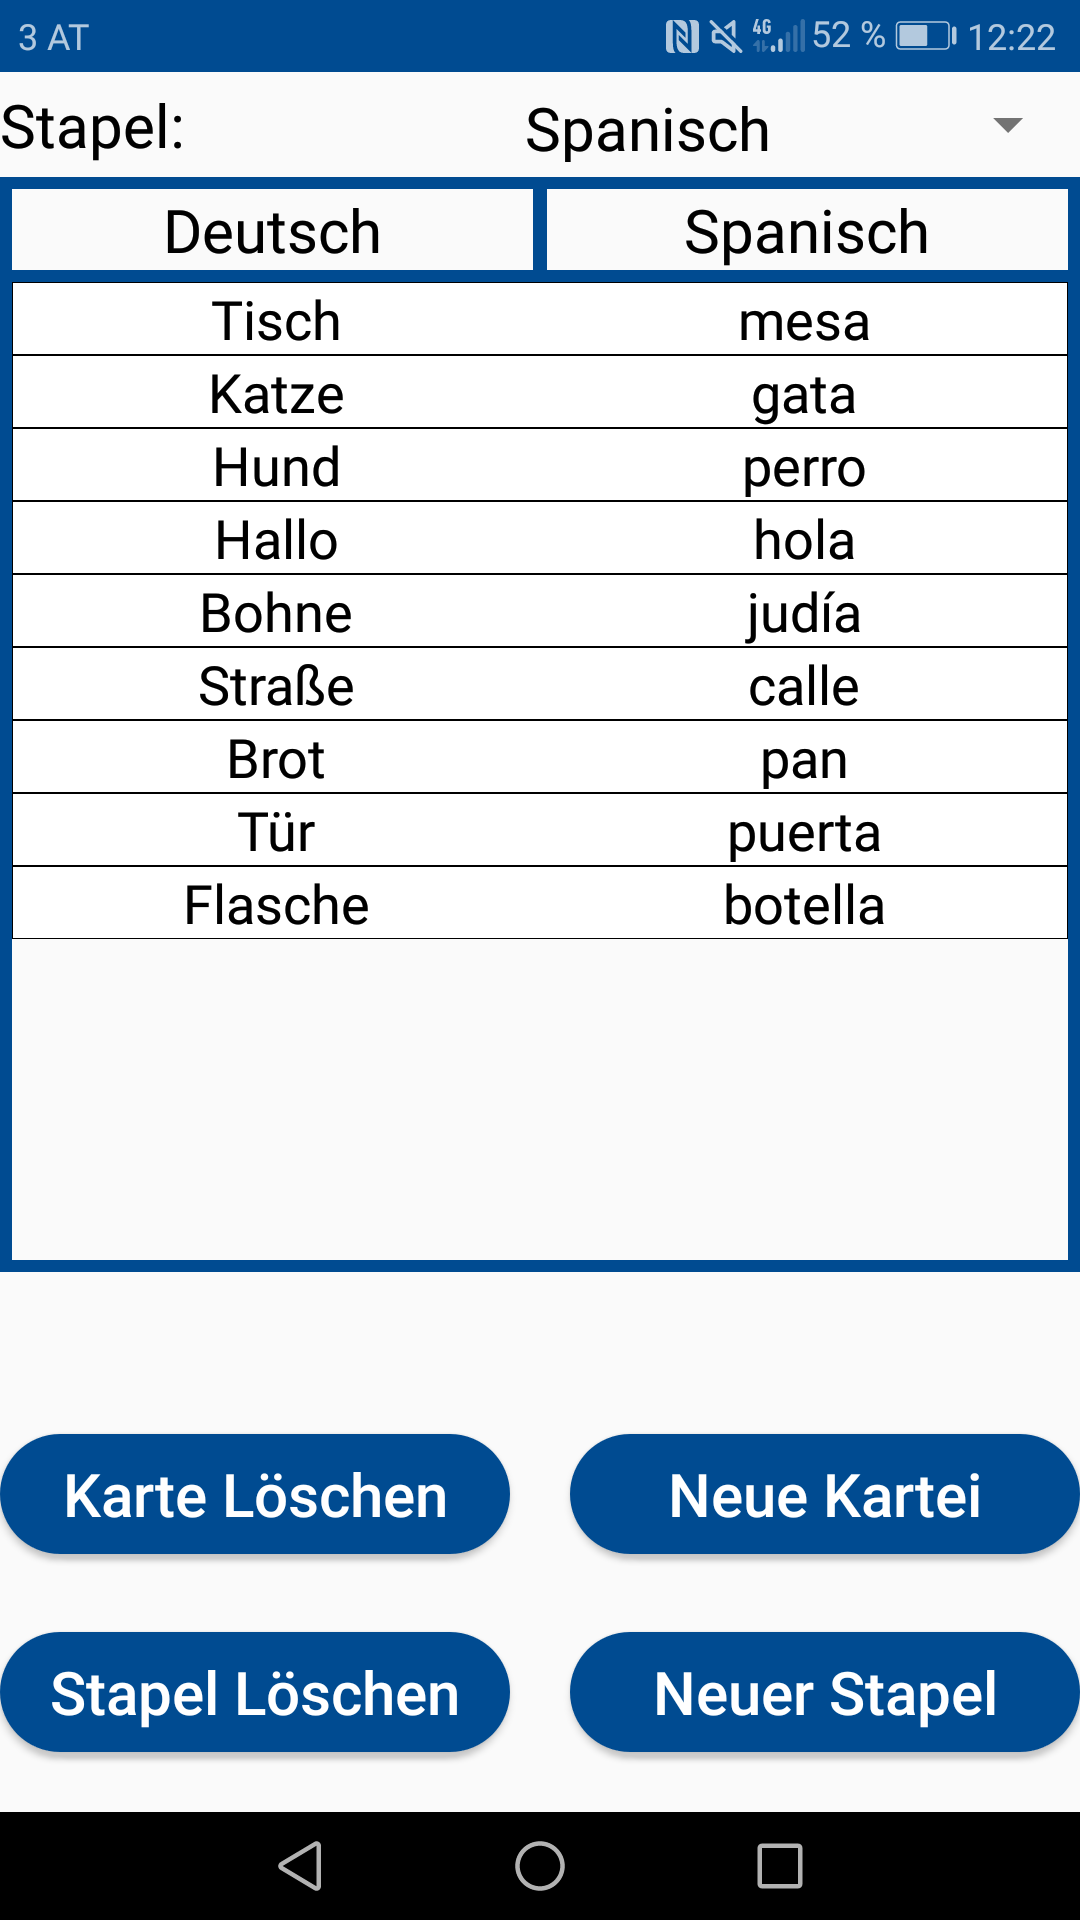 3 AT 4G 52 % 12:22
Stapel: Spanisch
Deutsch Spanisch
Tisch mesa
Katze gata
Hund perro
Hallo hola
Bohne judía
Straße calle
Brot pan
Tür puerta
Flasche botella
Karte Löschen Neue Kartei
Stapel Löschen Neuer Stapel